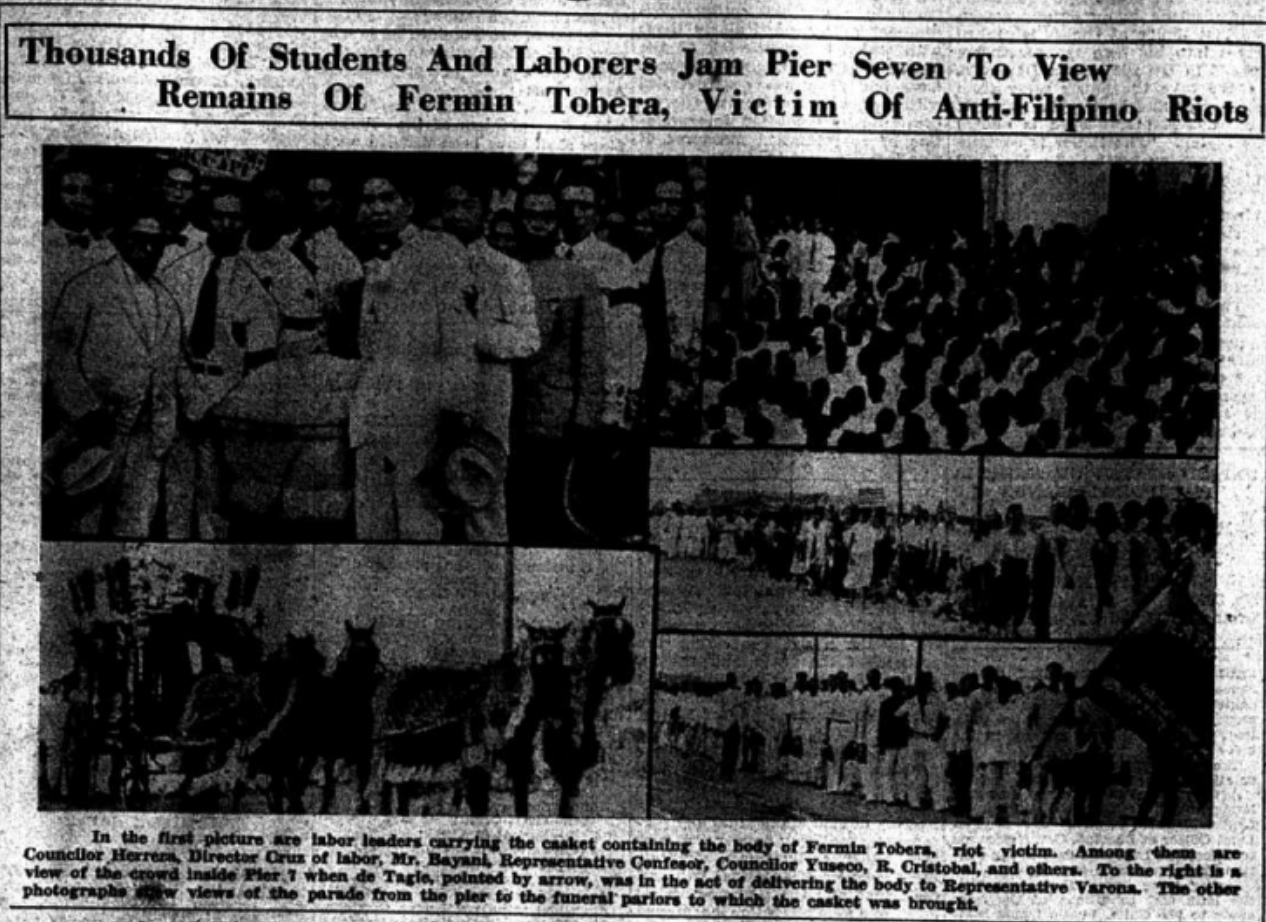 Thousands Of Students And Laborers Jam Pier Seven To View
Remains Of Fermin Tobera, Victim Of Anti-Filipino Riots
In the first picture are labor leaders carrying the casket containing the body of Fermin Tobera, riot victim. Among them are
Councilor Herrera, Director Cruz of labor, Mr. Bayani, Representative Confesor, Councilor Yuseco, R. Cristobal, and others. To the right is a
view of the crowd inside Pier 7 when de Tagle, pointed by arrow, was in the act of delivering the body to Representative Varona. The other
photographs show views of the parade from the pier to the funeral parlors to which the casket was brought.